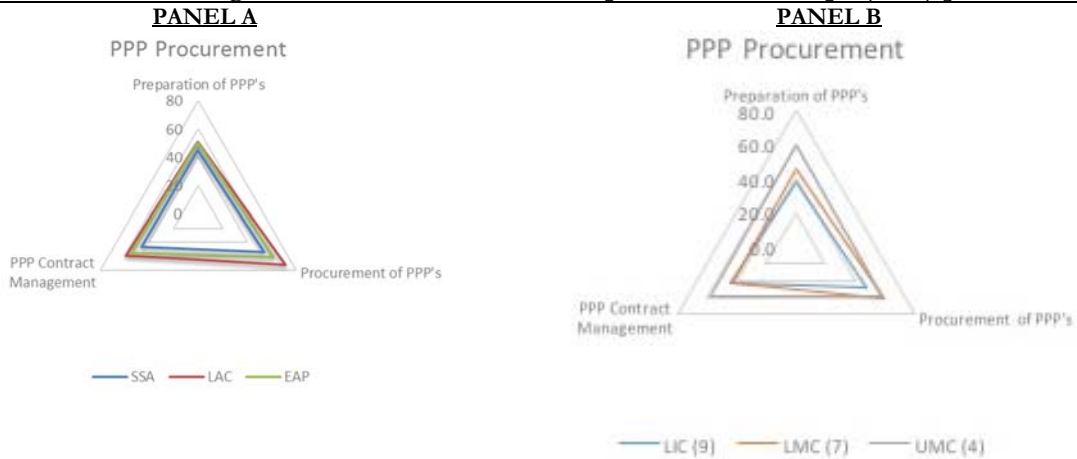 PANEL A
PPP Procurement
Preparation of PPP's
80
60
40
20
0
PPP Contract
Management
Procurement of PPP's
SSA LAC EAP
PANEL B
PPP Procurement
Preparation of PPP's
80.0
60.0
40.0
20.0
0.0
PPP Contract
Management
Procurement of PPP's
LIC (9) LMC (7) UMC (4)